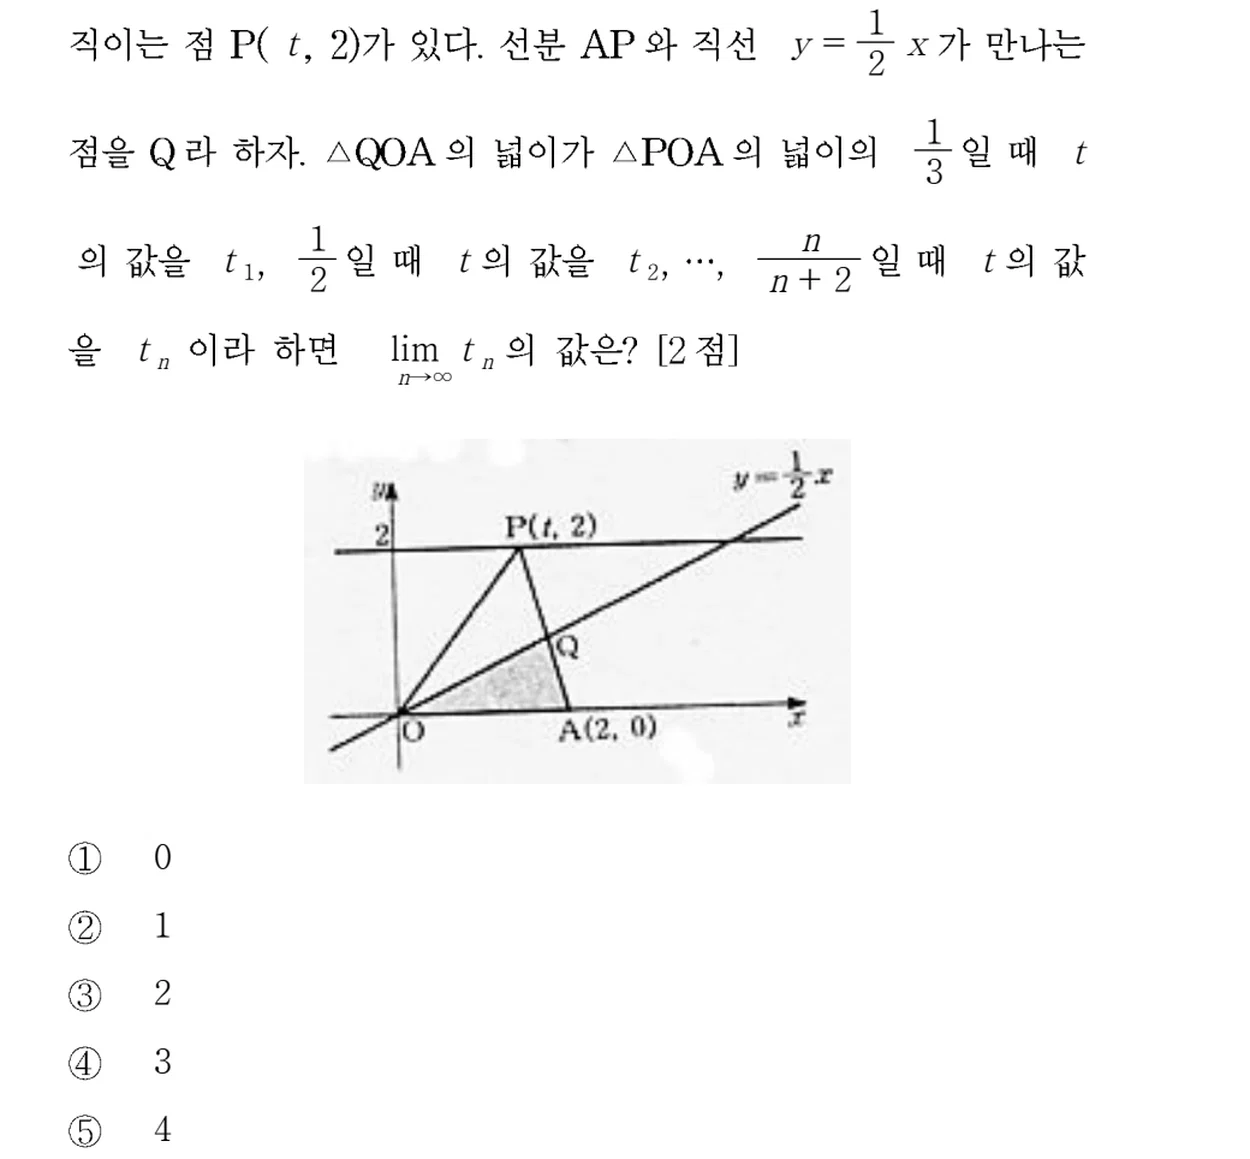 직이는 점 P( t, 2)가 있다. 선분 AP와 직선 y = 1/2 x가 만나는
점을 Q라 하자. △QOA의 넓이가 △POA의 넓이의 1/3일 때 t
의 값을 t₁, 1/2일 때 t의 값을 t₂, ⋯, n/(n+2)일 때 t의 값
을 tₙ이라 하면 lim n→∞ tₙ의 값은? [2점]
y = 1/2 x
y
2
P(t, 2)
Q
O
A(2, 0)
x
① 0
② 1
③ 2
④ 3
⑤ 4